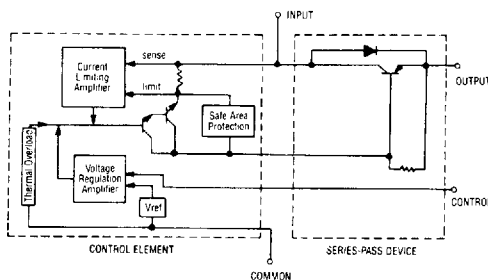 INPUT
sense
Current
Limiting
Amplifier
limit
OUTPUT
Safe Area
Protection
Thermal Overload
Voltage
Regulation
Amplifier
Vref
CONTROL
CONTROL ELEMENT
SERIES-PASS DEVICE
COMMON